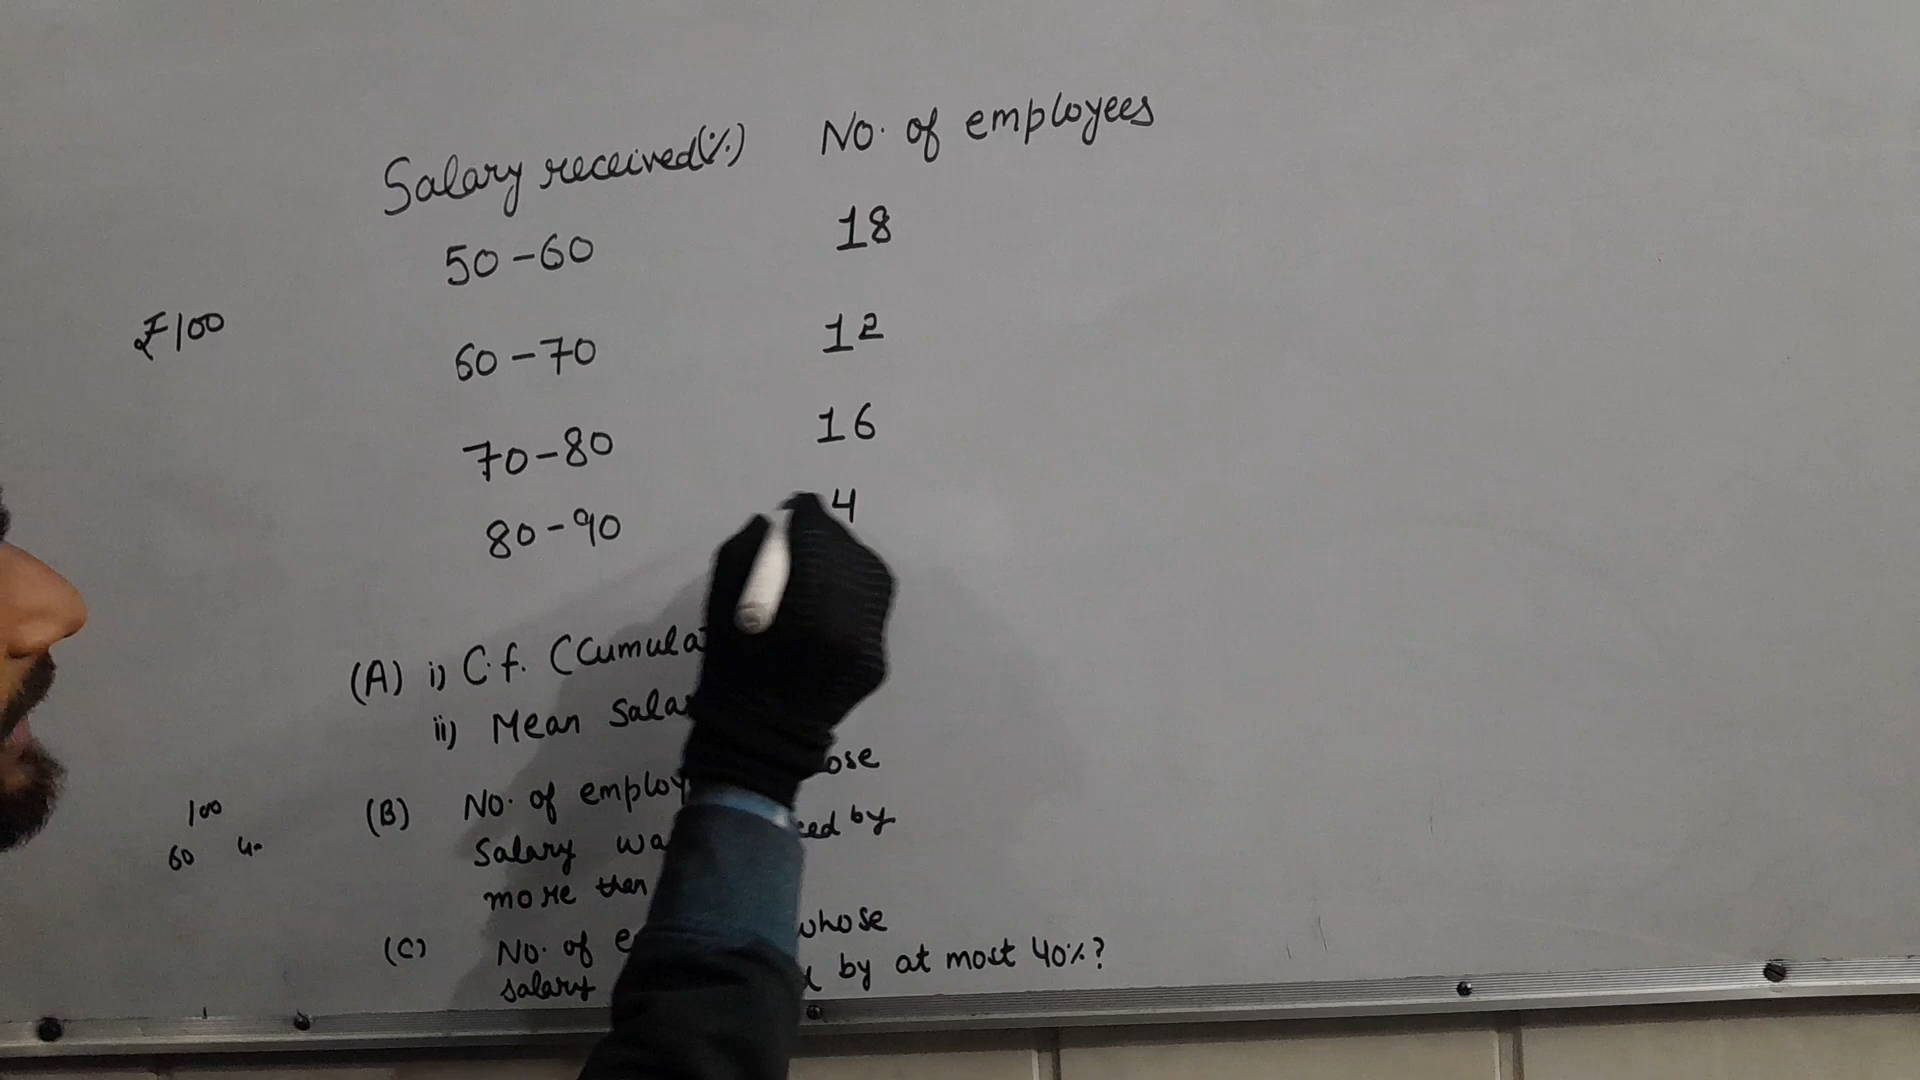 Salary received(%) No. of employees
50-60 18
₹100
60-70 12
70-80 16
80-90 4
(A) i) C.f. (Cumula
ii) Mean Sala
(B) No. of employ ose
100
Salary wa ced by
60 40
more than
(C) No. of e whose
salary by at most 40%?